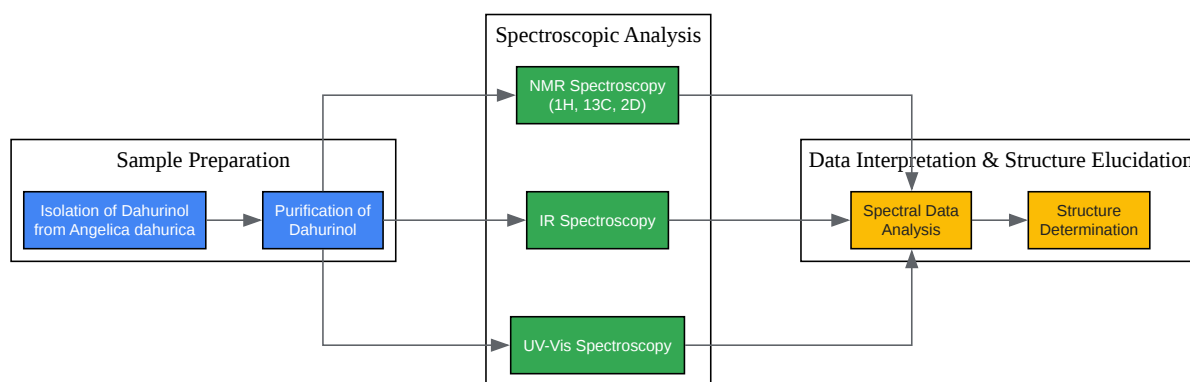 Spectroscopic Analysis
NMR Spectroscopy
(1H, 13C, 2D)
Sample Preparation
Data Interpretation & Structure Elucidation
Isolation of Dahurinol
from Angelica dahurica
Purification of
Dahurinol
IR Spectroscopy
Spectral Data
Analysis
Structure
Determination
UV-Vis Spectroscopy